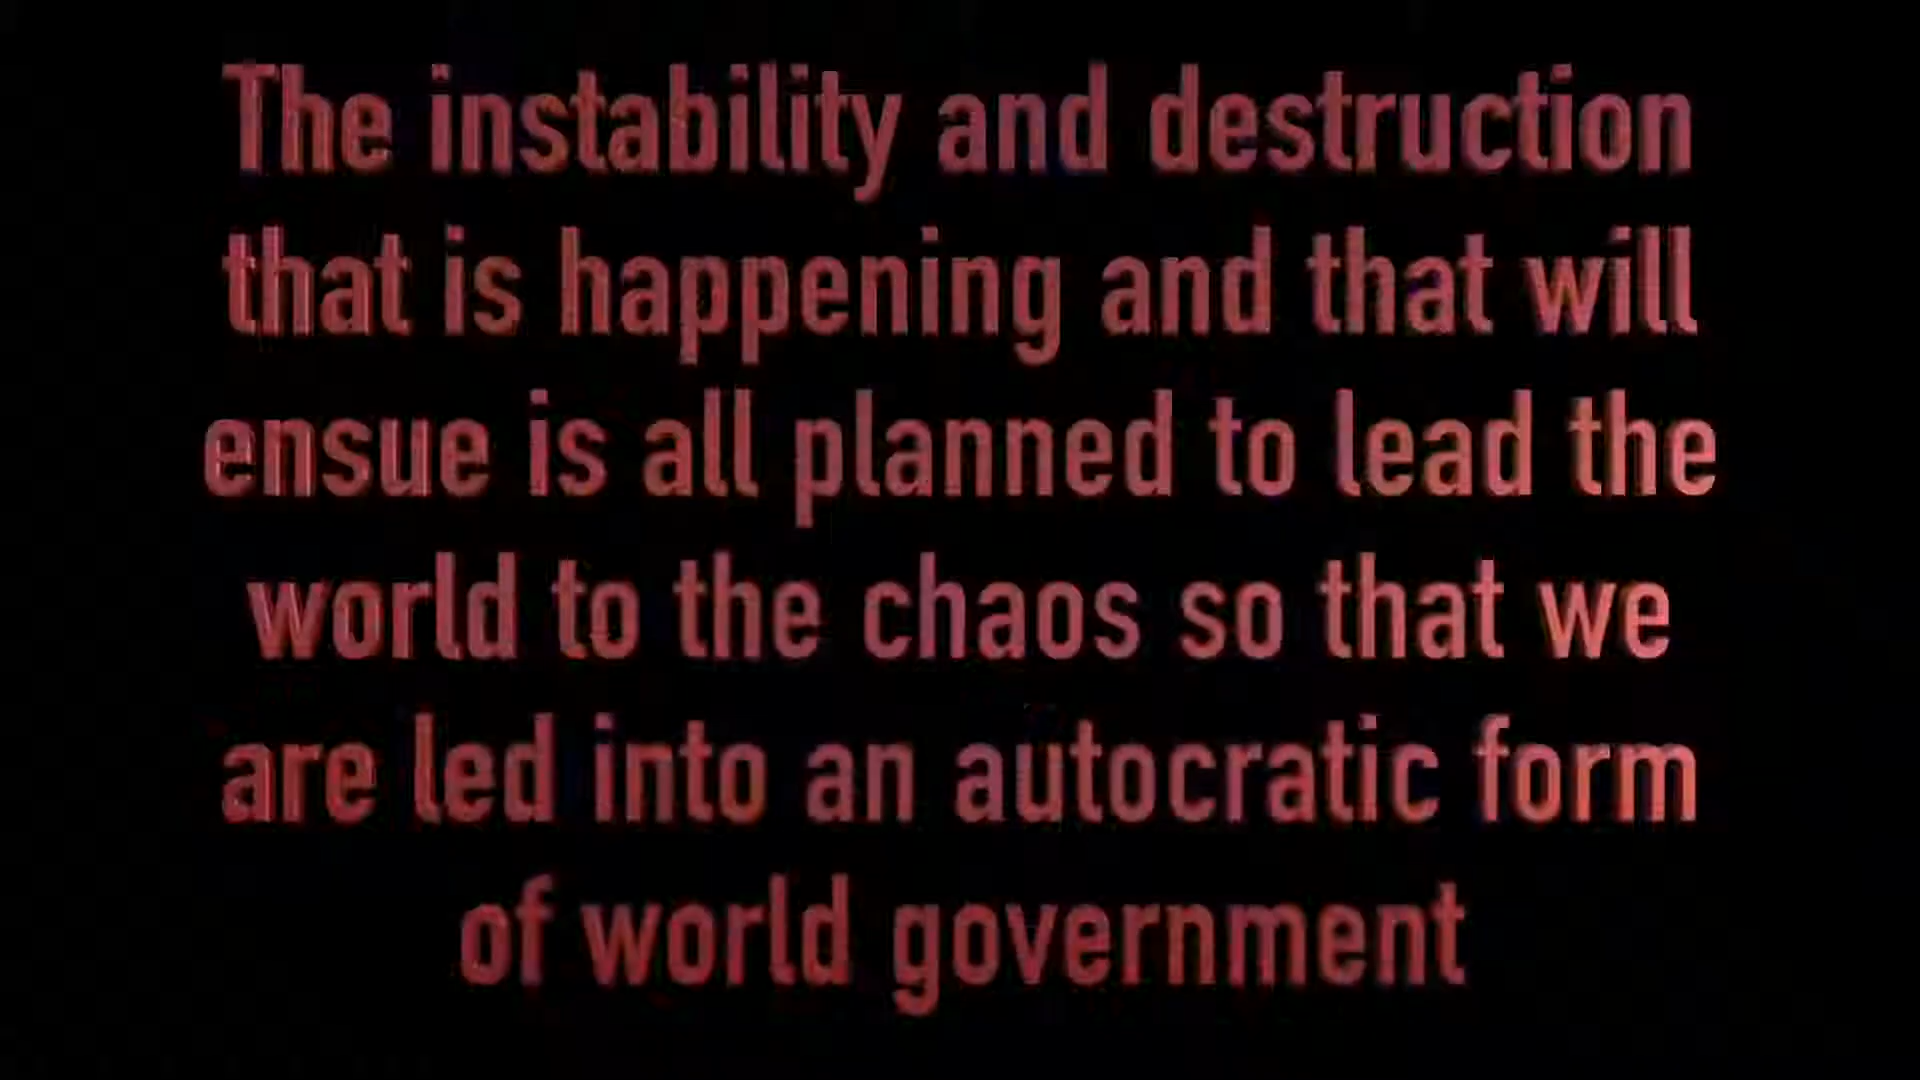 The instability and destruction
that is happening and that will
ensue is all planned to lead the
world to the chaos so that we
are led into an autocratic form
of world government